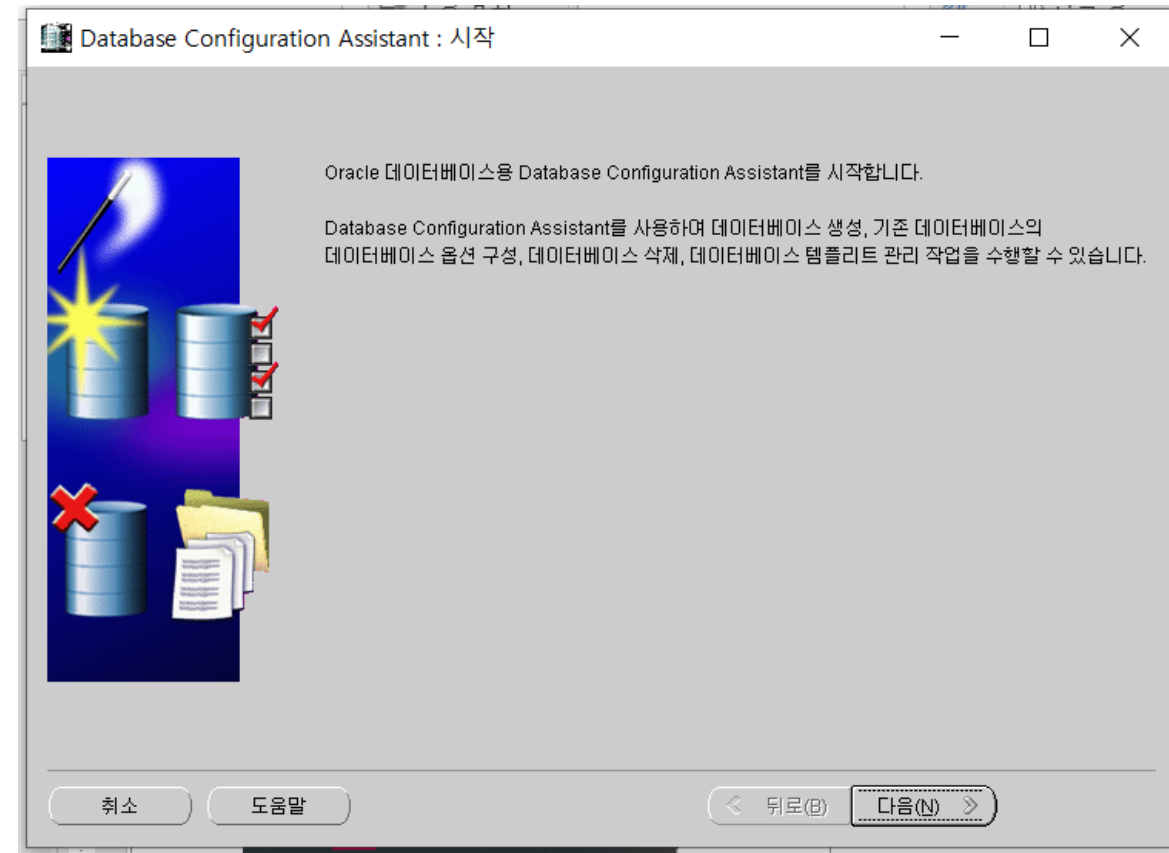 Database Configuration Assistant : 시작
Oracle 데이터베이스용 Database Configuration Assistant를 시작합니다.
Database Configuration Assistant를 사용하여 데이터베이스 생성, 기존 데이터베이스의
데이터베이스 옵션 구성, 데이터베이스 삭제, 데이터베이스 템플리트 관리 작업을 수행할 수 있습니다.
취소 도움말 뒤로(B) 다음(N)